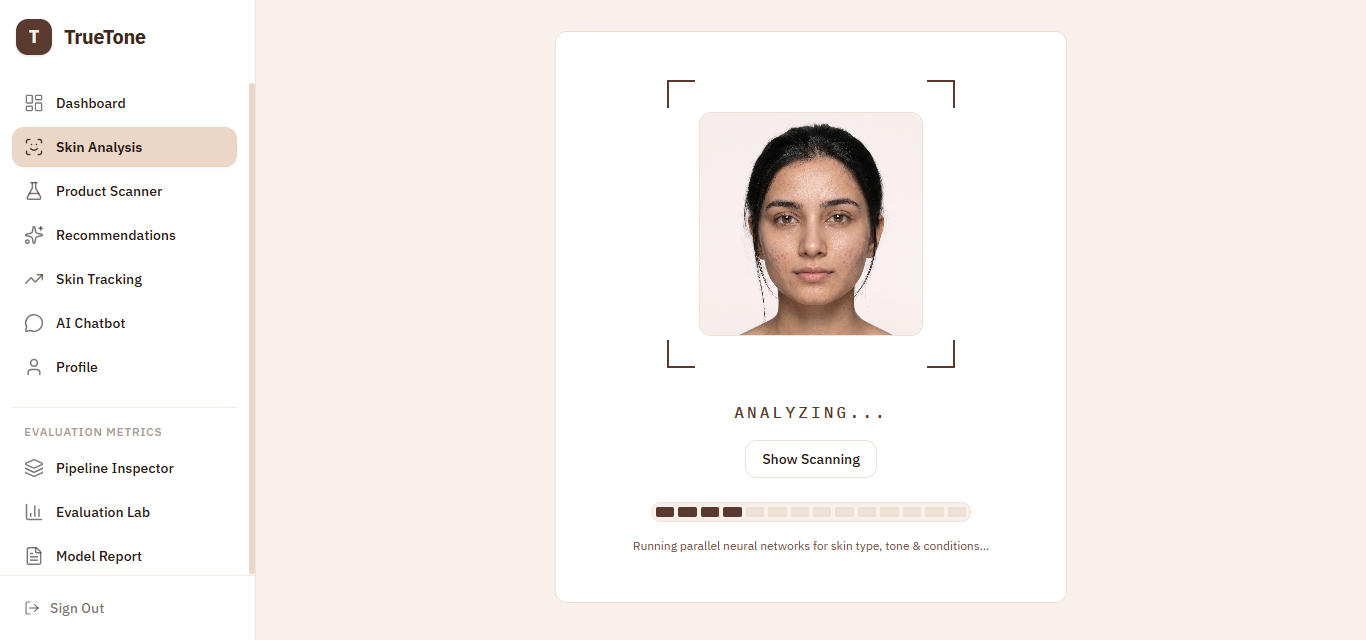 T
TrueTone
Dashboard
Skin Analysis
Product Scanner
Recommendations
Skin Tracking
AI Chatbot
Profile
EVALUATION METRICS
Pipeline Inspector
Evaluation Lab
Model Report
Sign Out
ANALYZING...
Show Scanning
Running parallel neural networks for skin type, tone & conditions...